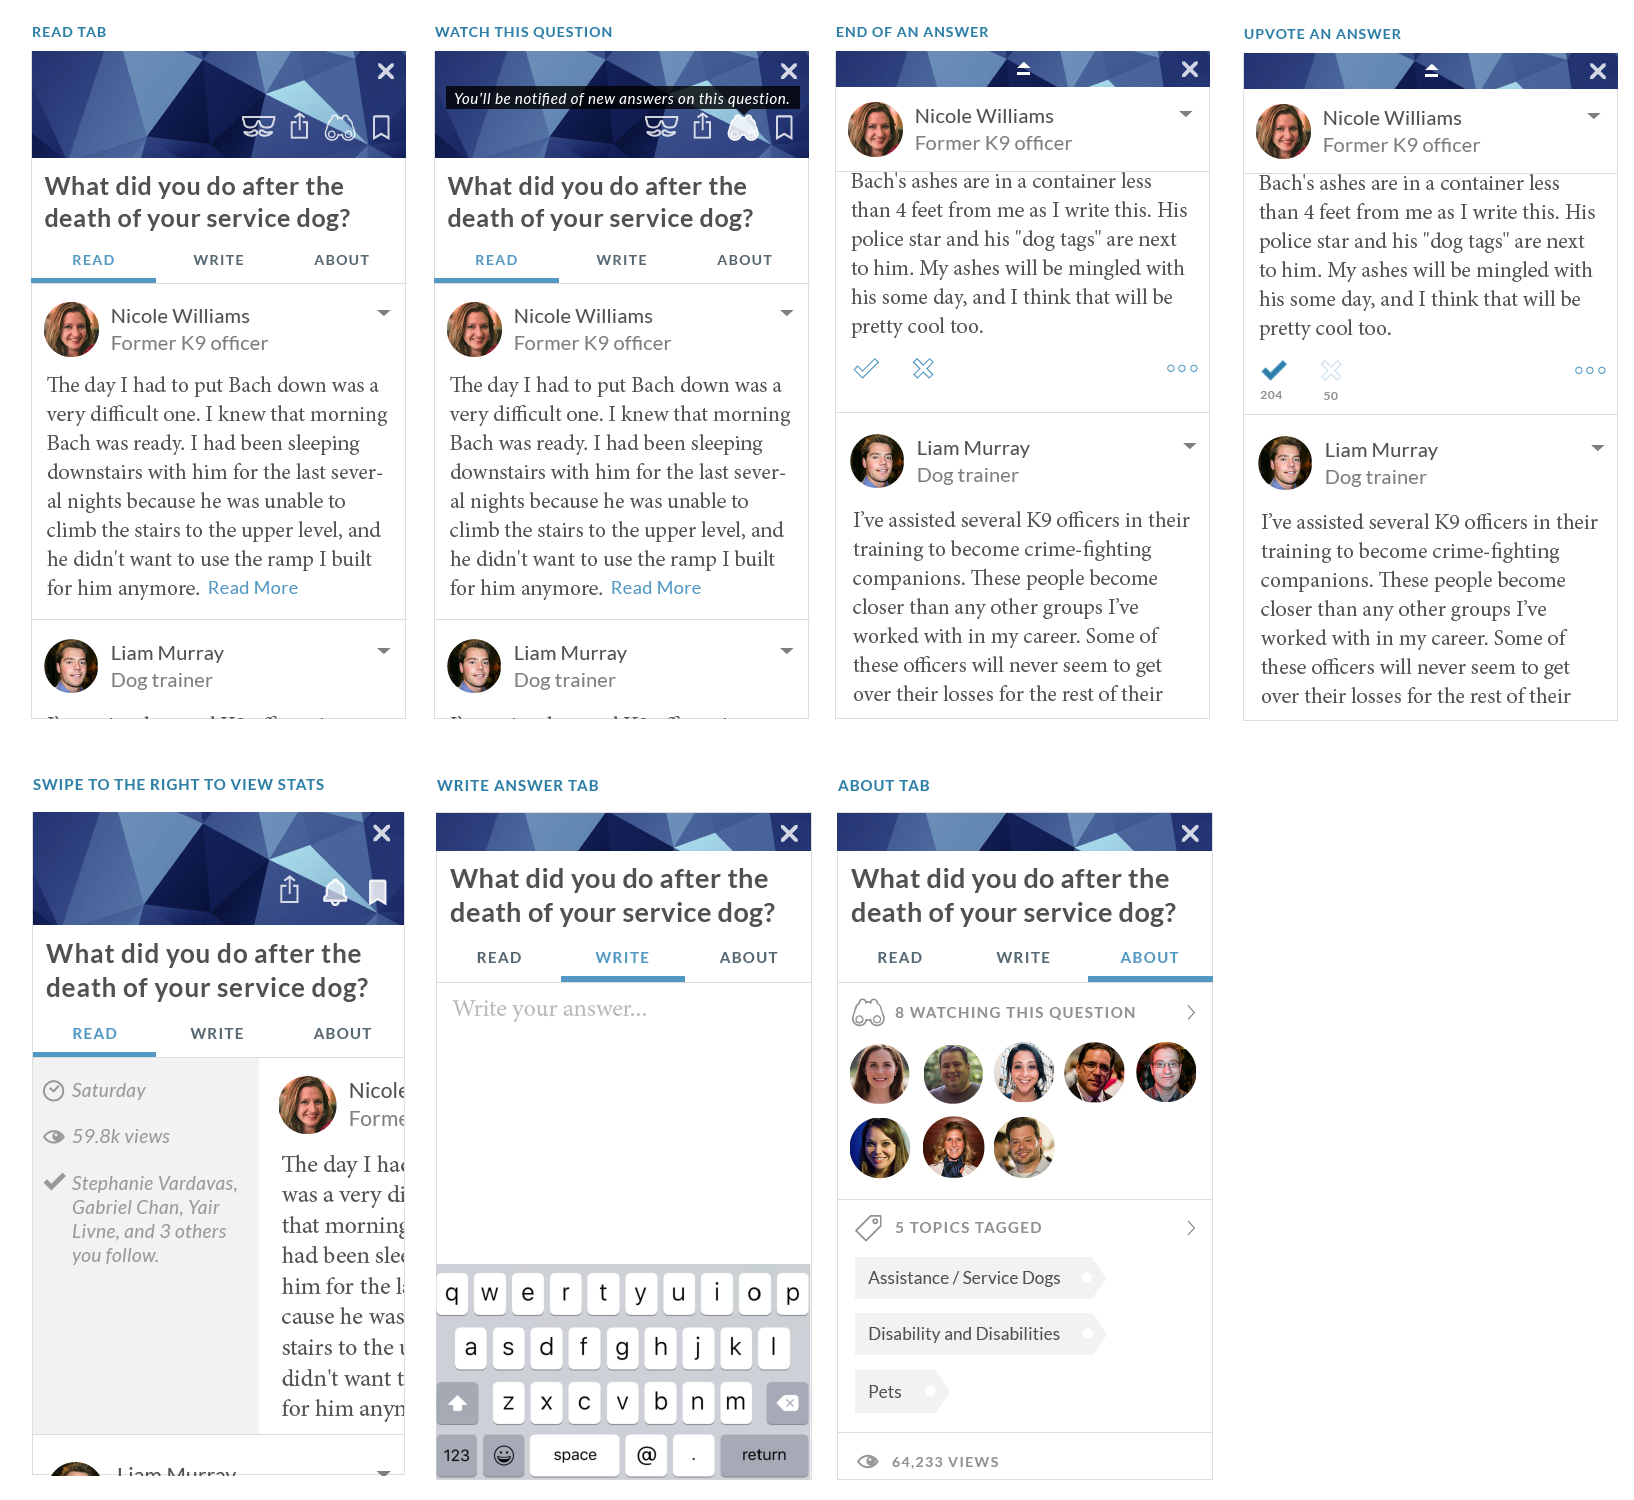 READ TAB
You'll be notified of new answers on this question.
What did you do after the
death of your service dog?
READ WRITE ABOUT
Nicole Williams
Former K9 officer
The day I had to put Bach down was a
very difficult one. I knew that morning
Bach was ready. I had been sleeping
downstairs with him for the last sever-
al nights because he was unable to
climb the stairs to the upper level, and
he didn't want to use the ramp I built
for him anymore. Read More
Liam Murray
Dog trainer
WATCH THIS QUESTION
What did you do after the
death of your service dog?
READ WRITE ABOUT
Nicole Williams
Former K9 officer
The day I had to put Bach down was a
very difficult one. I knew that morning
Bach was ready. I had been sleeping
downstairs with him for the last sever-
al nights because he was unable to
climb the stairs to the upper level, and
he didn't want to use the ramp I built
for him anymore. Read More
Liam Murray
Dog trainer
END OF AN ANSWER
Nicole Williams
Former K9 officer
Bach's ashes are in a container less
than 4 feet from me as I write this. His
police star and his "dog tags" are next
to him. My ashes will be mingled with
his some day, and I think that will be
pretty cool too.
Liam Murray
Dog trainer
I've assisted several K9 officers in their
training to become crime-fighting
companions. These people become
closer than any other groups I've
worked with in my career. Some of
these officers will never seem to get
over their losses for the rest of their
UPVOTE AN ANSWER
Nicole Williams
Former K9 officer
Bach's ashes are in a container less
than 4 feet from me as I write this. His
police star and his "dog tags" are next
to him. My ashes will be mingled with
his some day, and I think that will be
pretty cool too.
204 50
Liam Murray
Dog trainer
I've assisted several K9 officers in their
training to become crime-fighting
companions. These people become
closer than any other groups I've
worked with in my career. Some of
these officers will never seem to get
over their losses for the rest of their
SWIPE TO THE RIGHT TO VIEW STATS
What did you do after the
death of your service dog?
READ WRITE ABOUT
Saturday
59.8k views
Stephanie Vardavas,
Gabriel Chan, Yair
Livne, and 3 others
you follow.
Nicole
Forme
The day I had
was a very di
that morning
had been slee
him for the la
cause he was
stairs to the u
didn't want t
for him anym
Liam Murray
WRITE ANSWER TAB
What did you do after the
death of your service dog?
READ WRITE ABOUT
Write your answer...
q w e r t y u i o p
a s d f g h j k l
z x c v b n m
123 space @ . return
ABOUT TAB
What did you do after the
death of your service dog?
READ WRITE ABOUT
8 WATCHING THIS QUESTION
5 TOPICS TAGGED
Assistance / Service Dogs
Disability and Disabilities
Pets
64,233 VIEWS